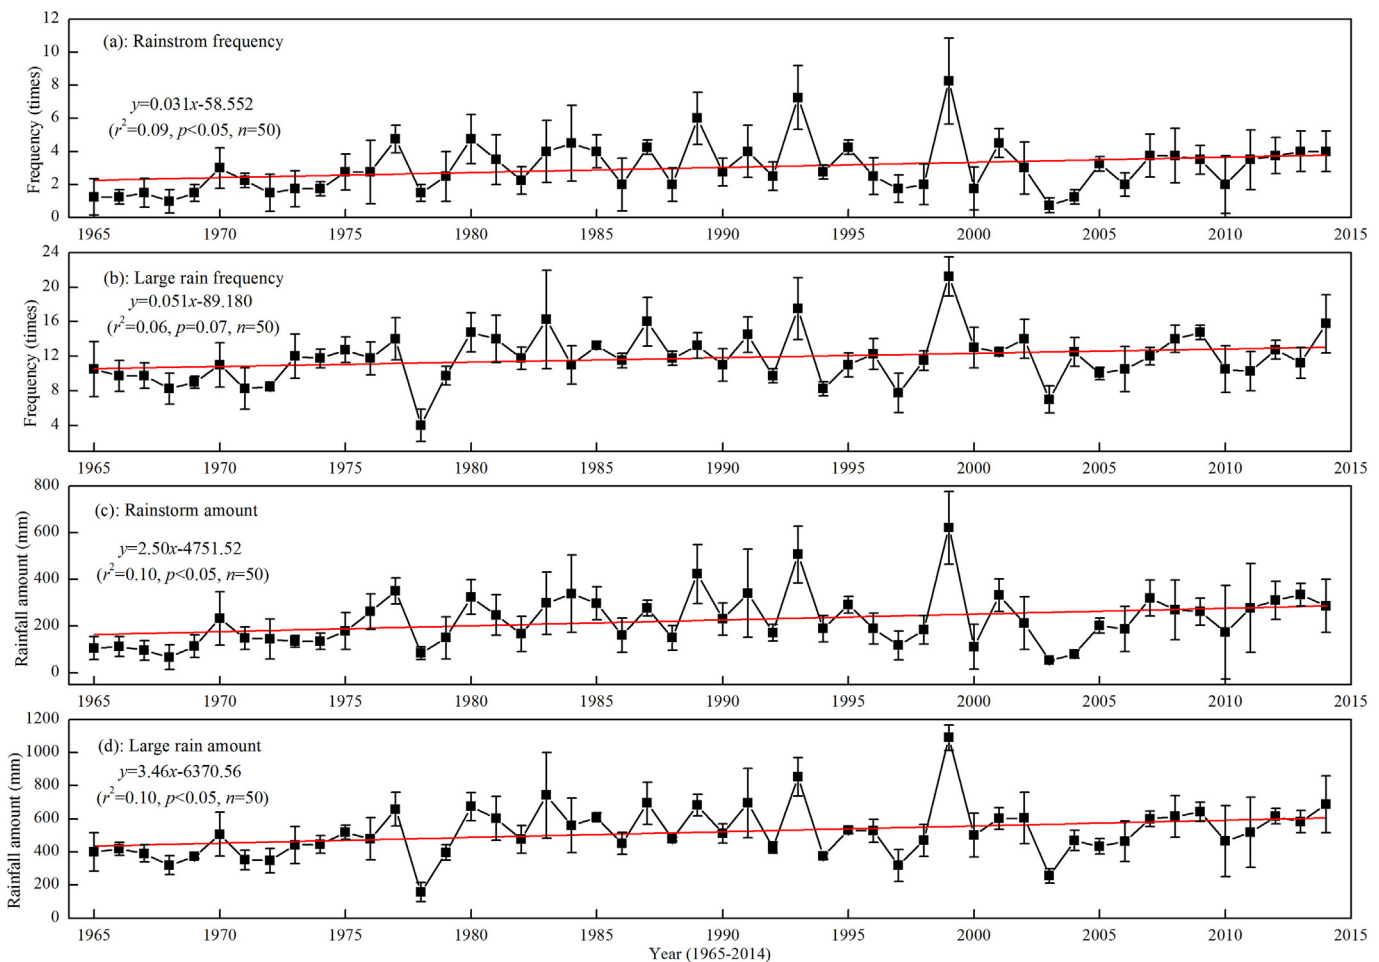 12
10
8
6
4
2
0
Frequency (times)
(a): Rainstrom frequency
y=0.031x-58.552
(r²=0.09, p<0.05, n=50)
1965 1970 1975 1980 1985 1990 1995 2000 2005 2010 2015
24
20
16
12
8
4
Frequency (times)
(b): Large rain frequency
y=0.051x-89.180
(r²=0.06, p=0.07, n=50)
1965 1970 1975 1980 1985 1990 1995 2000 2005 2010 2015
800
600
400
200
0
Rainfall amount (mm)
(c): Rainstorm amount
y=2.50x-4751.52
(r²=0.10, p<0.05, n=50)
1965 1970 1975 1980 1985 1990 1995 2000 2005 2010 2015
1200
1000
800
600
400
200
0
Rainfall amount (mm)
(d): Large rain amount
y=3.46x-6370.56
(r²=0.10, p<0.05, n=50)
1965 1970 1975 1980 1985 1990 1995 2000 2005 2010 2015
Year (1965-2014)